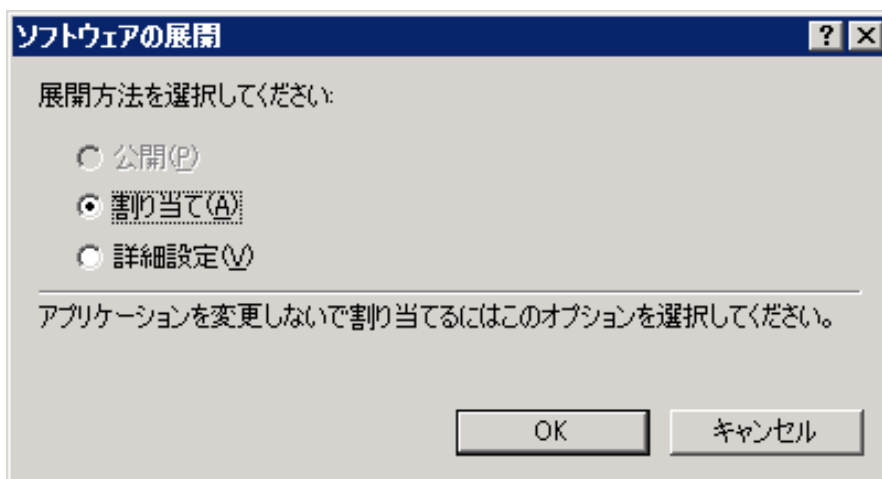 ソフトウェアの展開
展開方法を選択してください:
公開(P)
割り当て(A)
詳細設定(V)
アプリケーションを変更しないで割り当てるにはこのオプションを選択してください。
OK キャンセル